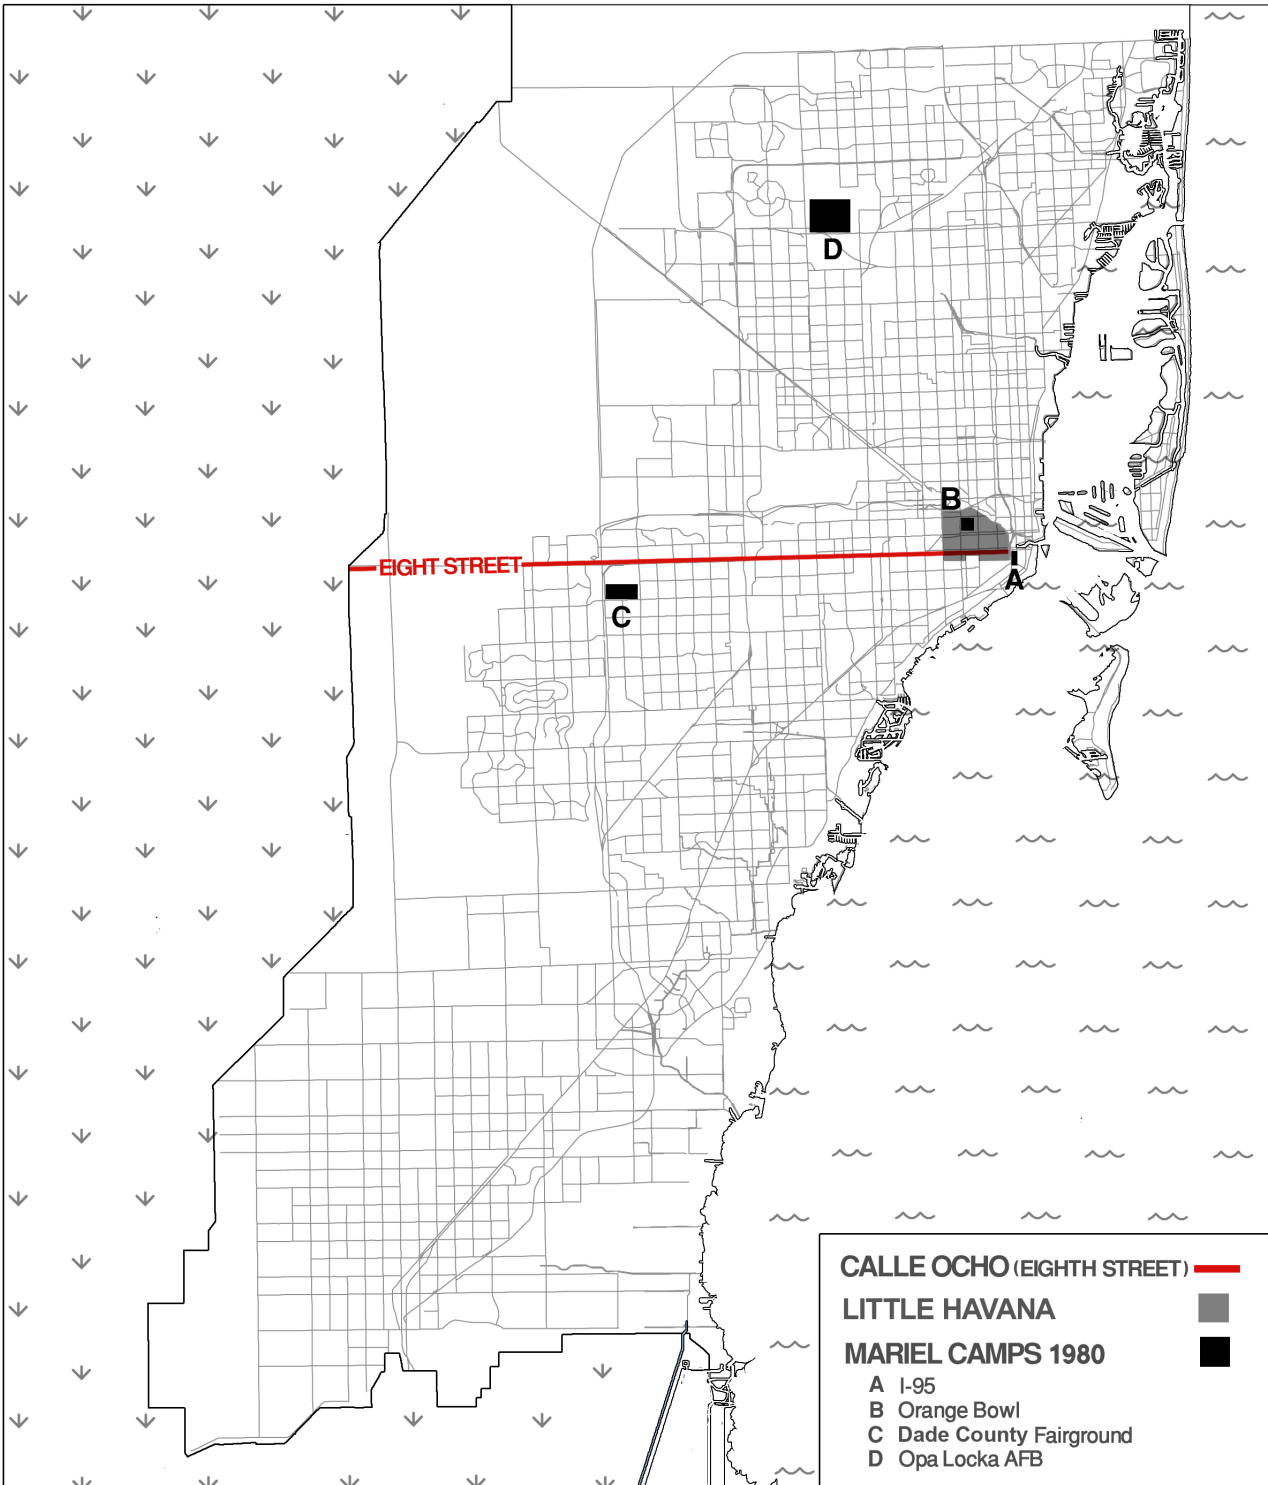 D
B
EIGHT STREET
A
C
CALLE OCHO (EIGHTH STREET)
LITTLE HAVANA
MARIEL CAMPS 1980
A I-95
B Orange Bowl
C Dade County Fairground
D Opa Locka AFB